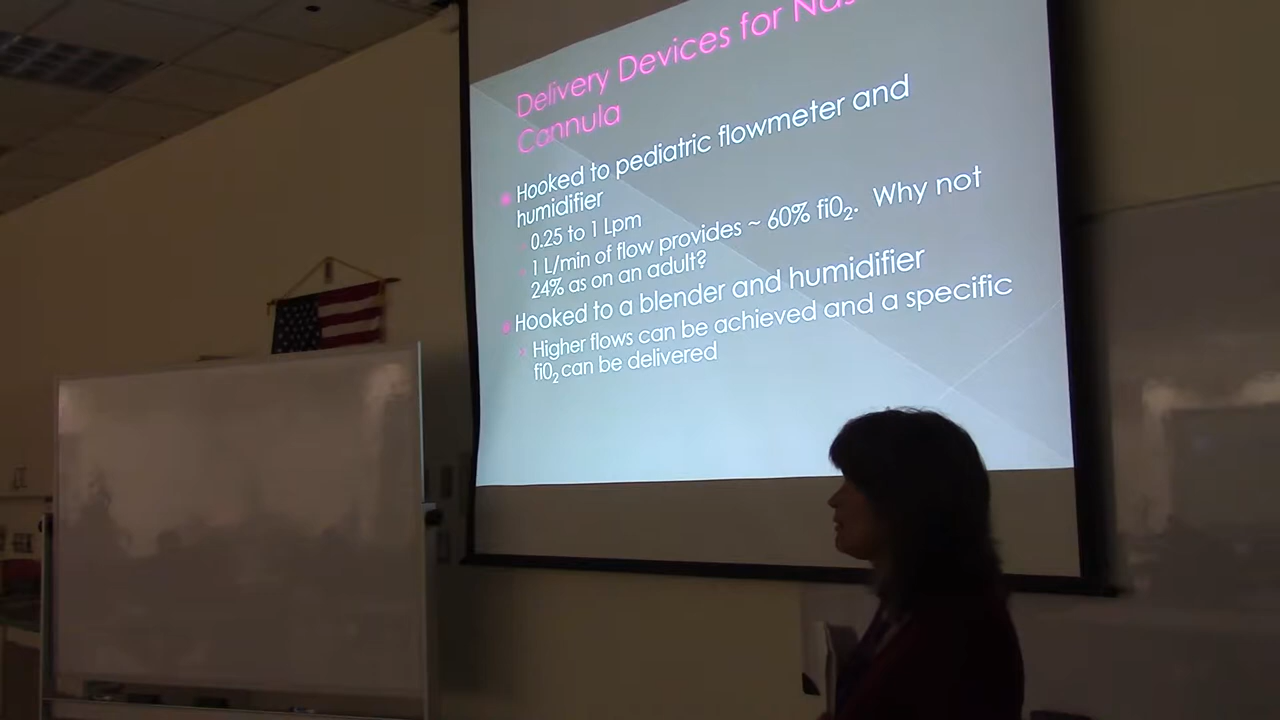 Delivery Devices for
Cannula
Hooked to pediatric flowmeter and
humidifier
0.25 to 1 Lpm
1 L/min of flow provides ~ 60% fi0₂. Why not
24% as on an adult?
Hooked to a blender and humidifier
Higher flows can be achieved and a specific
fi0₂ can be delivered